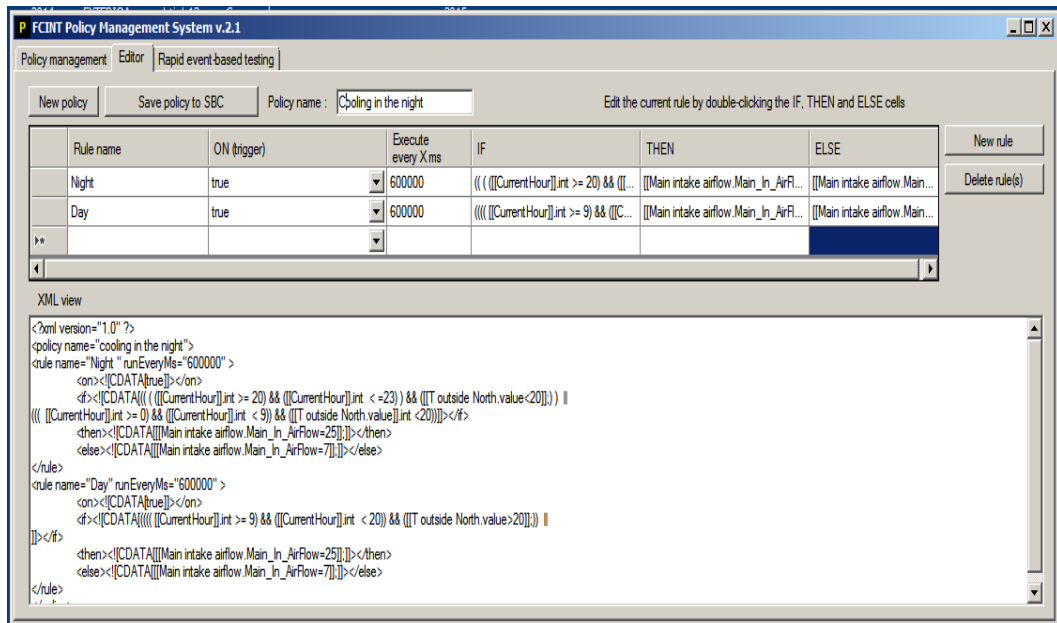 FCINT Policy Management System v.2.1
Policy management Editor Rapid event-based testing
New policy Save policy to SBC Policy name : Cooling in the night Edit the current rule by double-clicking the IF, THEN and ELSE cells
Rule name ON (trigger) Execute every X ms IF THEN ELSE New rule
Night true 600000 (( ( ([[CurrentHour]].int >= 20) && ([[... [[Main intake airflow.Main_In_AirFl... [[Main intake airflow.Main... Delete rule(s)
Day true 600000 (((( [[CurrentHour]].int >= 9) && ([[C... [[Main intake airflow.Main_In_AirFl... [[Main intake airflow.Main...
XML view
<?xml version="1.0" ?>
<policy name="cooling in the night">
<rule name="Night " runEveryMs="600000" >
<on><![CDATA[true]]></on>
<if><![CDATA[(( ( ([[CurrentHour]].int >= 20) && ([[CurrentHour]].int < =23) ) && ([[T outside North.value<20]];) ) ||
((( [[CurrentHour]].int >= 0) && ([[CurrentHour]].int < 9)) && ([[T outside North.value]].int <20))]]></if>
<then><![CDATA[[[Main intake airflow.Main_In_AirFlow=25]];]]></then>
<else><![CDATA[[[Main intake airflow.Main_In_AirFlow=7]];]]></else>
</rule>
<rule name="Day" runEveryMs="600000" >
<on><![CDATA[true]]></on>
<if><![CDATA[(((( [[CurrentHour]].int >= 9) && ([[CurrentHour]].int < 20)) && ([[T outside North.value>20]];)) ||
]]></if>
<then><![CDATA[[[Main intake airflow.Main_In_AirFlow=25]];]]></then>
<else><![CDATA[[[Main intake airflow.Main_In_AirFlow=7]];]]></else>
</rule>